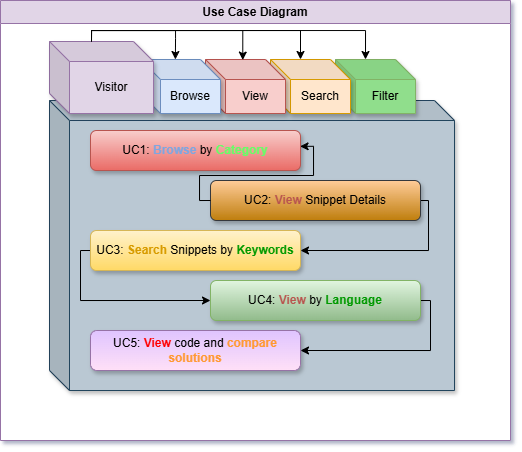 Use Case Diagram
Visitor
Browse
View
Search
Filter
UC1: Browse by Category
UC2: View Snippet Details
UC3: Search Snippets by Keywords
UC4: View by Language
UC5: View code and compare
solutions